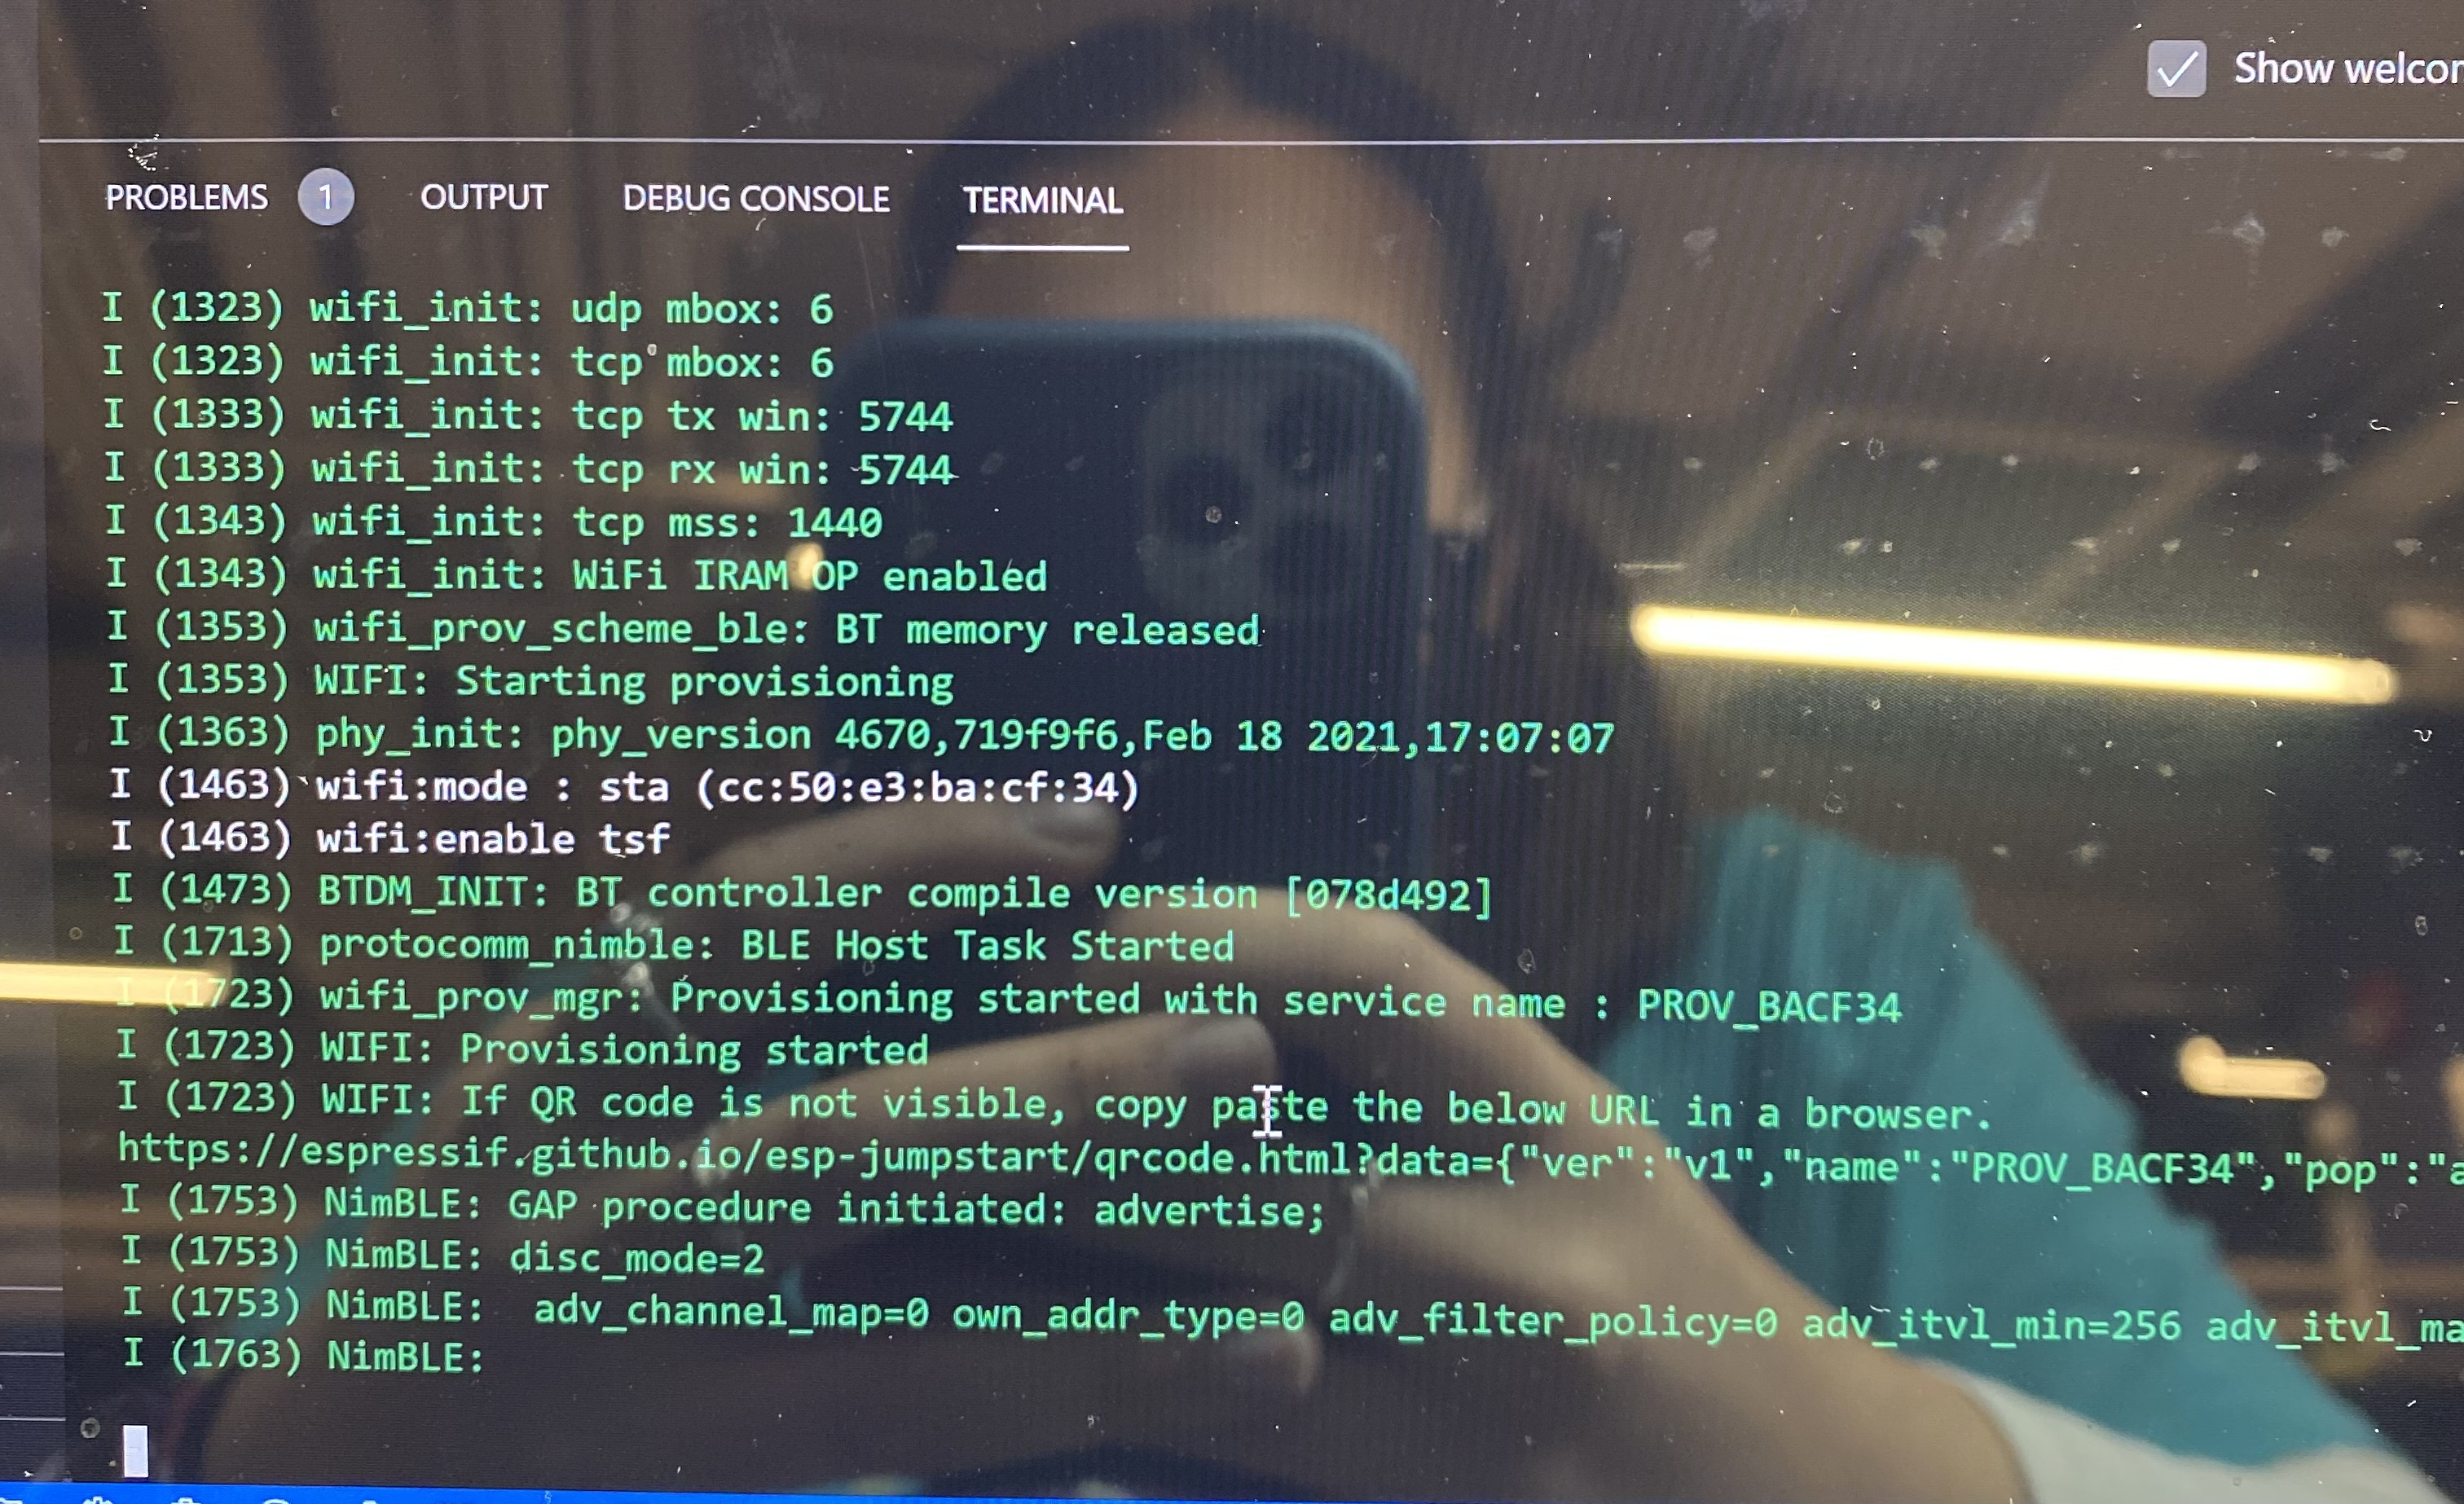 Show welcom
PROBLEMS 1 OUTPUT DEBUG CONSOLE TERMINAL
I (1323) wifi_init: udp mbox: 6
I (1323) wifi_init: tcp mbox: 6
I (1333) wifi_init: tcp tx win: 5744
I (1333) wifi_init: tcp rx win: 5744
I (1343) wifi_init: tcp mss: 1440
I (1343) wifi_init: WiFi IRAM OP enabled
I (1353) wifi_prov_scheme_ble: BT memory released
I (1353) WIFI: Starting provisioning
I (1363) phy_init: phy_version 4670,719f9f6,Feb 18 2021,17:07:07
I (1463) wifi:mode : sta (cc:50:e3:ba:cf:34)
I (1463) wifi:enable tsf
I (1473) BTDM_INIT: BT controller compile version [078d492]
I (1713) protocomm_nimble: BLE Host Task Started
I (1723) wifi_prov_mgr: Provisioning started with service name : PROV_BACF34
I (1723) WIFI: Provisioning started
I (1723) WIFI: If QR code is not visible, copy paste the below URL in a browser.
https://espressif.github.io/esp-jumpstart/qrcode.html?data={"ver":"v1","name":"PROV_BACF34","pop":"a
I (1753) NimBLE: GAP procedure initiated: advertise;
I (1753) NimBLE: disc_mode=2
I (1753) NimBLE:  adv_channel_map=0 own_addr_type=0 adv_filter_policy=0 adv_itvl_min=256 adv_itvl_ma
I (1763) NimBLE: